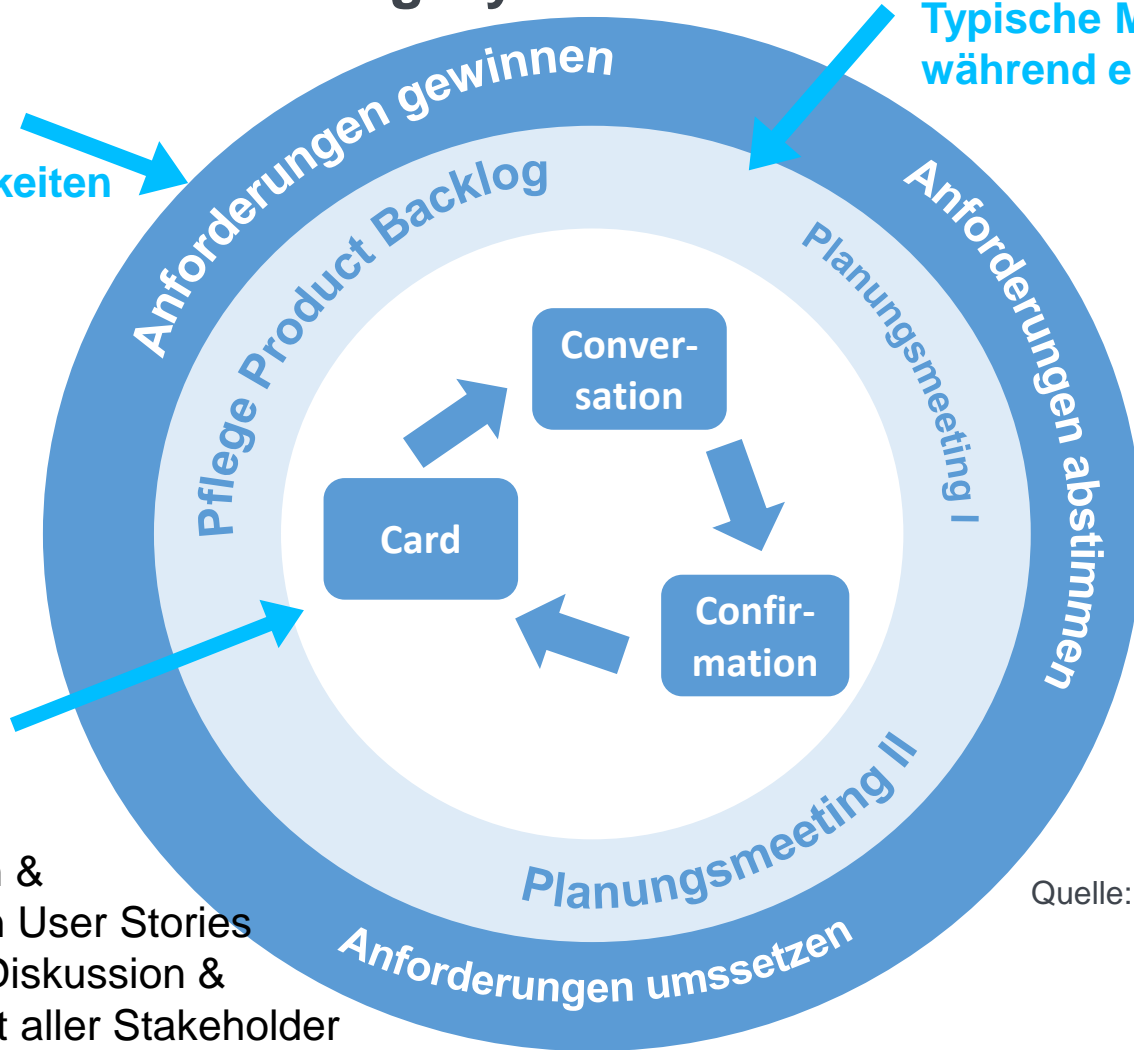 Typische M
während e
keiten
Anforderungen gewinnen
Anforderungen abstimmen
Anforderungen umssetzen
Pflege Product Backlog
Planungsmeeting I
Planungsmeeting II
Conver-
sation
Card
Confir-
mation
&
User Stories
Diskussion &
t aller Stakeholder
Quelle: